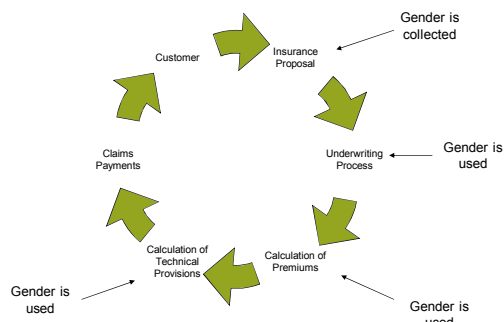 Gender is
collected
Customer
Insurance
Proposal
Claims
Payments
Underwriting
Process
Gender is
used
Calculation of
Technical
Provisions
Calculation of
Premiums
Gender is
used
Gender is
used